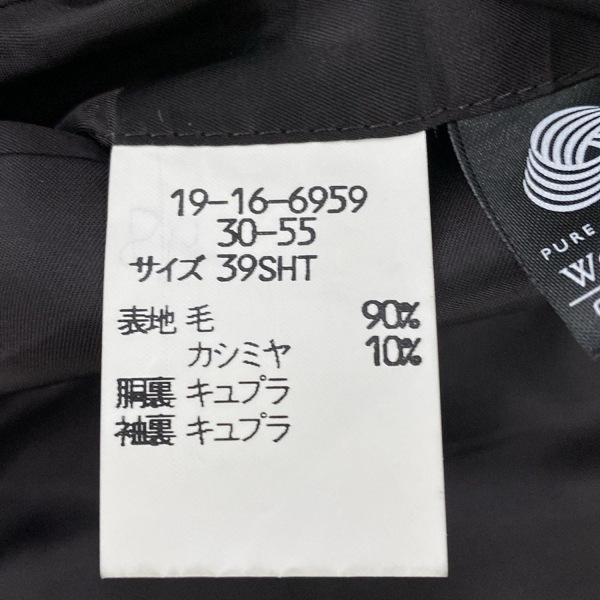 19-16-6959
30-55
サイズ 39SHT
表地 毛 90%
カシミヤ 10%
胴裏 キュプラ
袖裏 キュプラ
PURE